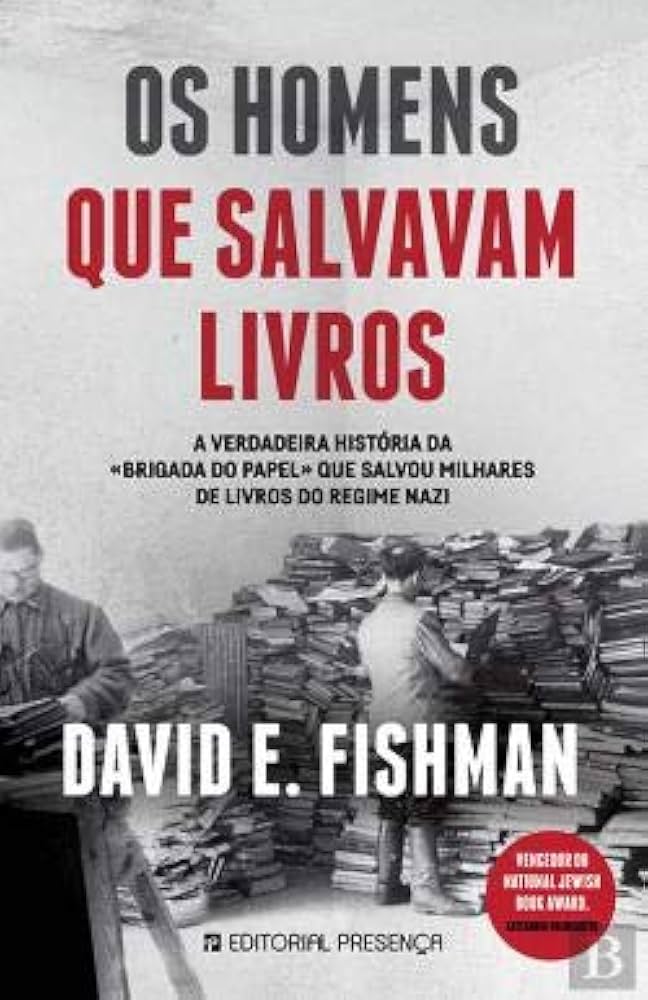 OS HOMENS
QUE SALVAVAM
LIVROS
A VERDADEIRA HISTÓRIA DA
«BRIGADA DO PAPEL» QUE SALVOU MILHARES
DE LIVROS DO REGIME NAZI
DAVID E. FISHMAN
VENCEDOR DO
NATIONAL JEWISH
BOOK AWARD.
EDITORIAL PRESENÇA
B